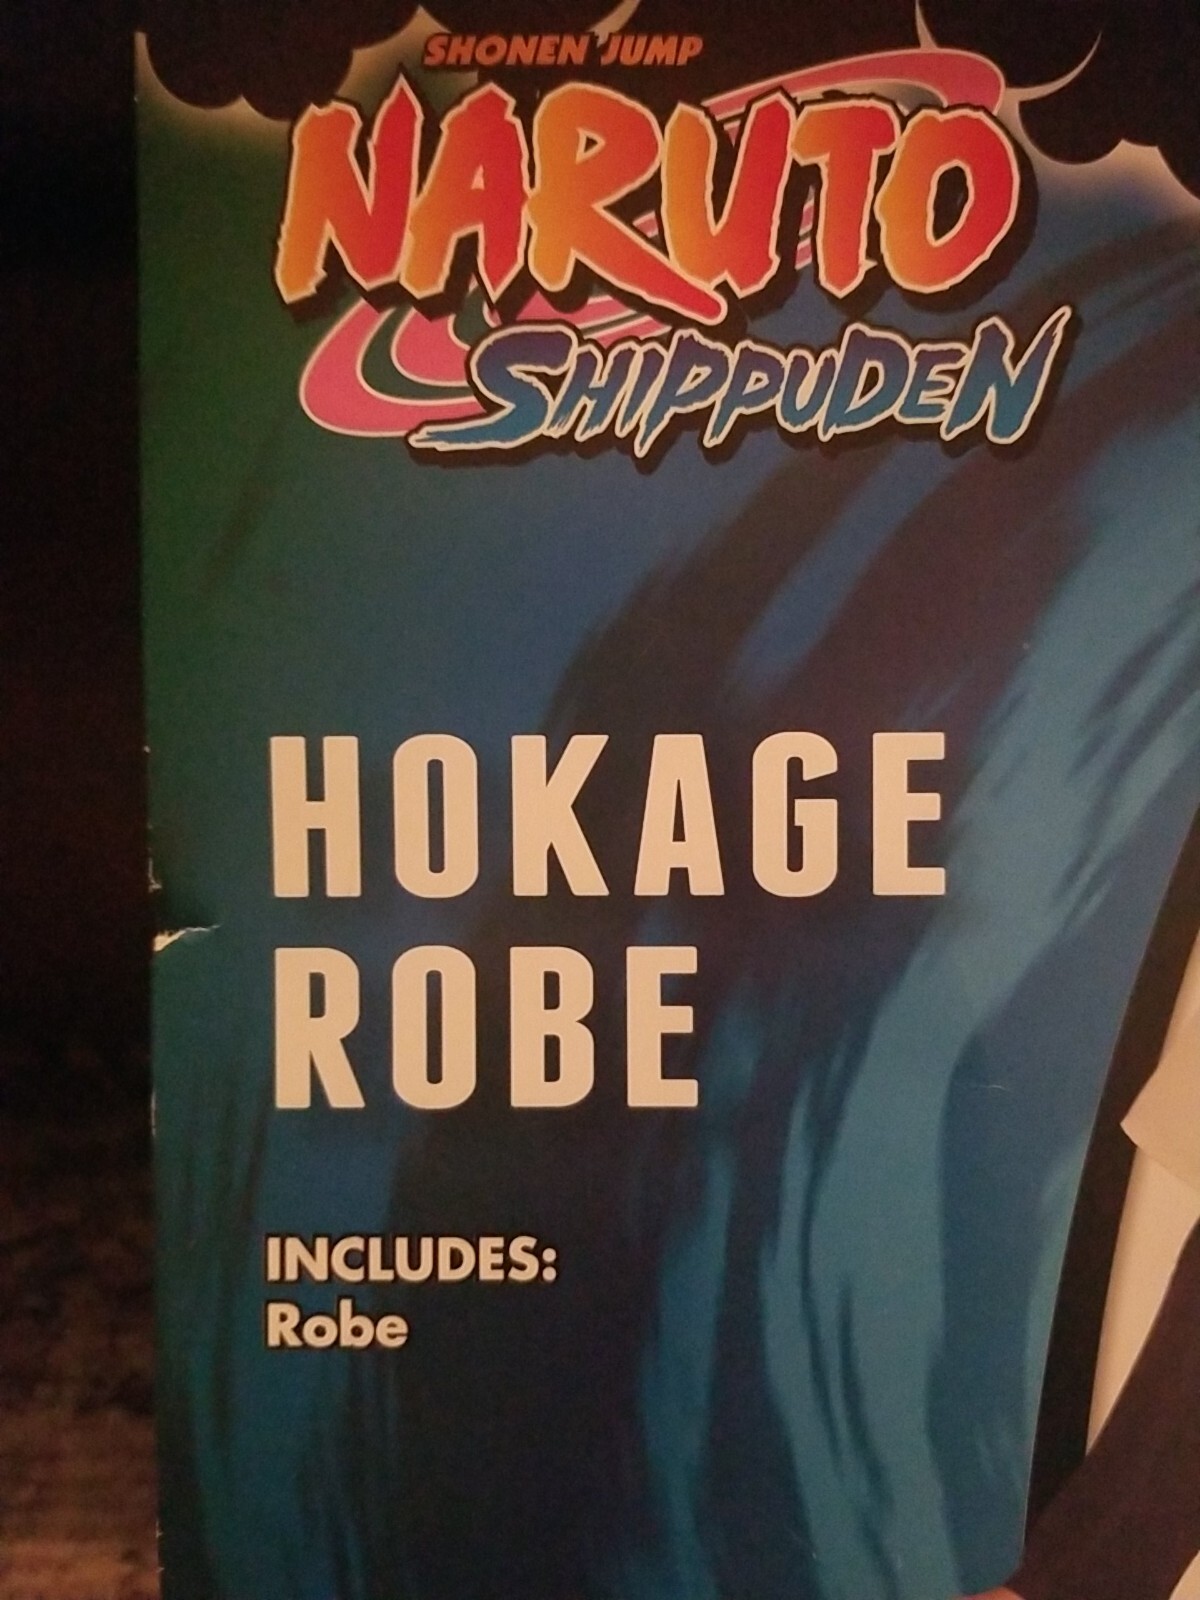 SHONEN JUMP
NARUTO
SHIPPUDEN
HOKAGE
ROBE
INCLUDES:
Robe